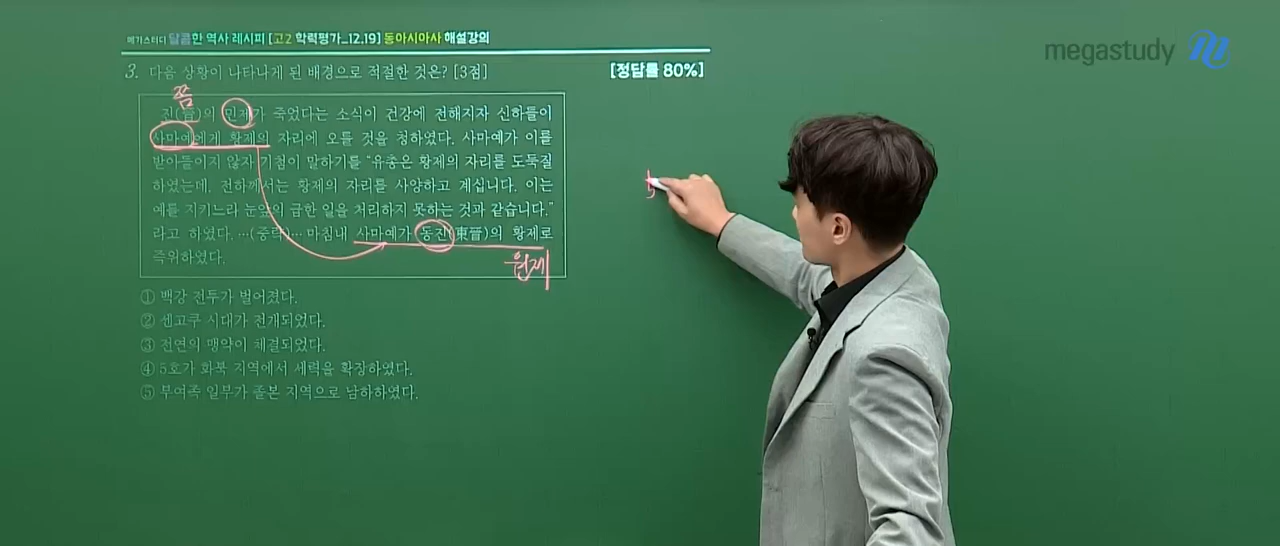 메가스터디 달콤한 역사 레시피 [고2 학력평가_12.19] 동아시아사 해설강의
megastudy
3. 다음 상황이 나타나게 된 배경으로 적절한 것은? [3점]
[정답률 80%]
진(晉)의 민제가 죽었다는 소식이 건강에 전해지자 신하들이
사마예에게 황제의 자리에 오를 것을 청하였다. 사마예가 이를
받아들이지 않자 기첨이 말하기를 “유총은 황제의 자리를 도둑질
하였는데, 전하께서는 황제의 자리를 사양하고 계십니다. 이는
예를 지키느라 눈앞의 급한 일을 처리하지 못하는 것과 같습니다.”
라고 하였다. …(중략)… 마침내 사마예가 동진(東晉)의 황제로
즉위하였다.
원제
① 백강 전투가 벌어졌다.
② 센고쿠 시대가 전개되었다.
③ 전연의 맹약이 체결되었다.
④ 5호가 화북 지역에서 세력을 확장하였다.
⑤ 부여족 일부가 졸본 지역으로 남하하였다.